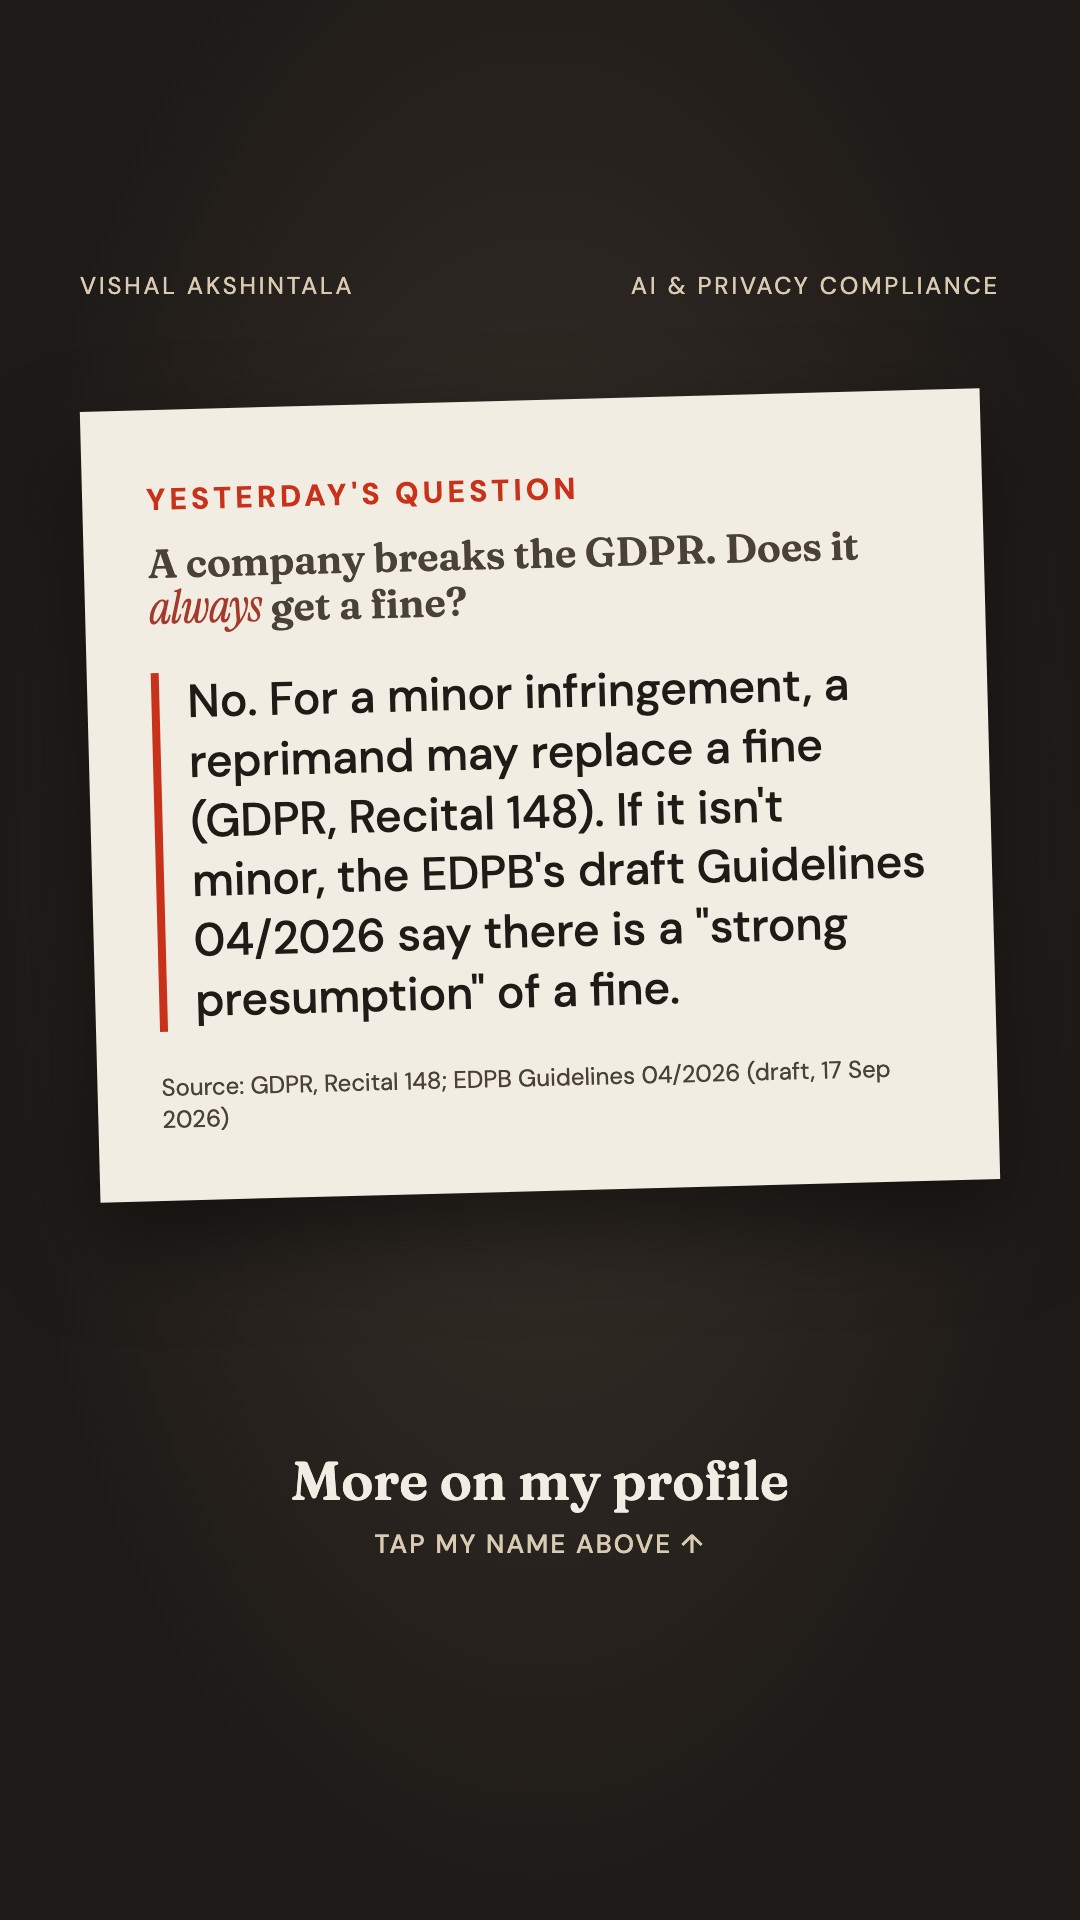 VISHAL AKSHINTALA
AI & PRIVACY COMPLIANCE
YESTERDAY'S QUESTION
A company breaks the GDPR. Does it
always get a fine?
No. For a minor infringement, a
reprimand may replace a fine
(GDPR, Recital 148). If it isn't
minor, the EDPB's draft Guidelines
04/2026 say there is a "strong
presumption" of a fine.
Source: GDPR, Recital 148; EDPB Guidelines 04/2026 (draft, 17 Sep
2026)
More on my profile
TAP MY NAME ABOVE ↑